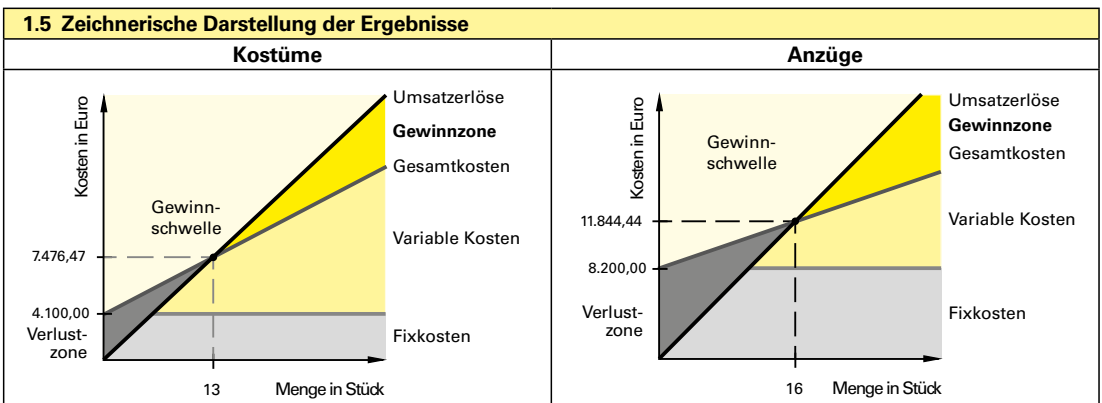 1.5 Zeichnerische Darstellung der Ergebnisse
Kostüme
Kosten in Euro
Umsatzerlöse
Gewinnzone
Gesamtkosten
Gewinn-
schwelle
Variable Kosten
7.476,47
4.100,00
Verlust-
zone
Fixkosten
13
Menge in Stück
Anzüge
Kosten in Euro
Umsatzerlöse
Gewinnzone
Gewinn-
schwelle
Gesamtkosten
11.844,44
Variable Kosten
8.200,00
Verlust-
zone
Fixkosten
16
Menge in Stück